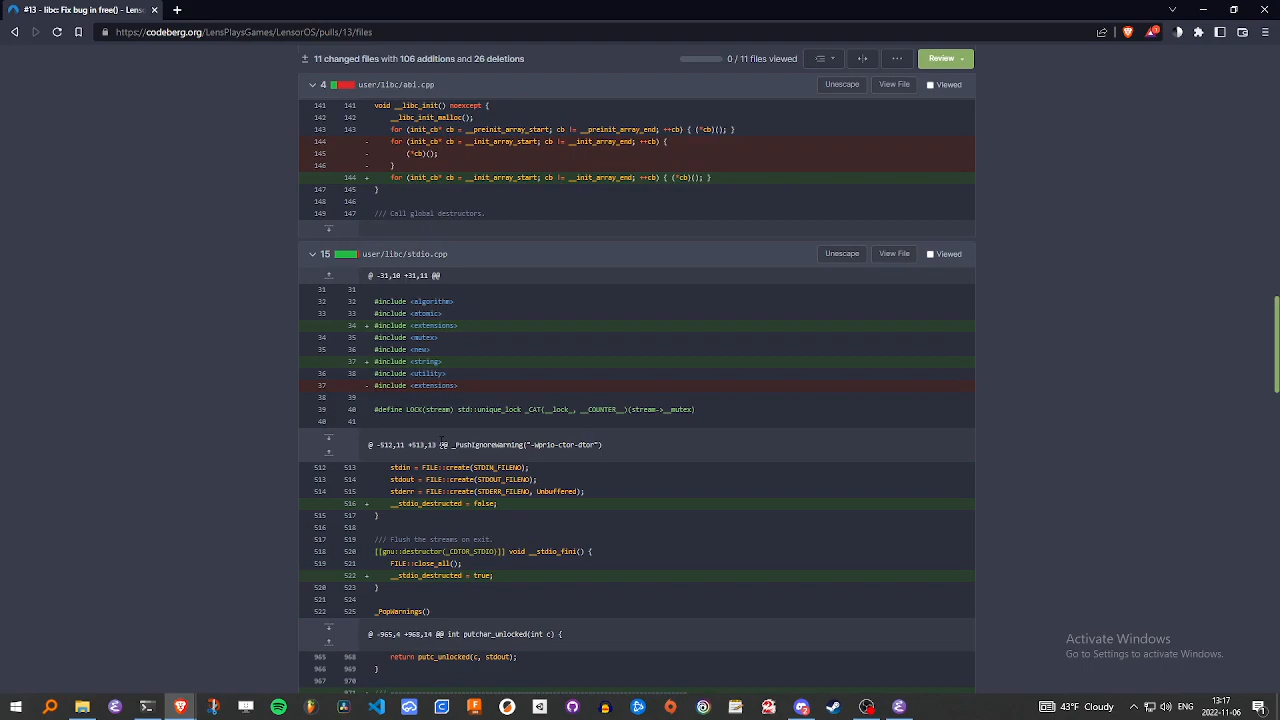 #13 - libc: Fix bug in free() - Lenso
https://codeberg.org/LensPlaysGames/LensorOS/pulls/13/files
11 changed files with 106 additions and 26 deletions
0 / 11 files viewed
Review
4 user/libc/abi.cpp
Unescape
View File
Viewed
141 141 void __libc_init() noexcept {
142 142 __libc_init_malloc();
143 143 for (init_cb* cb = __preinit_array_start; cb != __preinit_array_end; ++cb) { (*cb)(); }
144 - for (init_cb* cb = __init_array_start; cb != __init_array_end; ++cb) {
145 - (*cb)();
146 - }
144 + for (init_cb* cb = __init_array_start; cb != __init_array_end; ++cb) { (*cb)(); }
147 145 }
148 146
149 147 /// Call global destructors.
15 user/libc/stdio.cpp
Unescape
View File
Viewed
@ -31,10 +31,11 @@
31 31
32 32 #include <algorithm>
33 33 #include <atomic>
34 + #include <extensions>
34 35 #include <mutex>
35 36 #include <new>
37 + #include <string>
36 38 #include <utility>
37 - #include <extensions>
38 39
39 40 #define LOCK(stream) std::unique_lock _CAT(__lock_, __COUNTER__)(stream->__mutex)
40 41
@ -512,11 +513,13 @@ _PushIgnoreWarning("-Wprio-ctor-dtor")
512 513 stdin = FILE::create(STDIN_FILENO);
513 514 stdout = FILE::create(STDOUT_FILENO);
514 515 stderr = FILE::create(STDERR_FILENO, Unbuffered);
516 + __stdio_destructed = false;
515 517 }
516 518
517 519 /// Flush the streams on exit.
518 520 [[gnu::destructor(_CDTOR_STDIO)]] void __stdio_fini() {
519 521 FILE::close_all();
522 + __stdio_destructed = true;
520 523 }
521 524
522 525 _PopWarnings()
@ -965,4 +968,14 @@ int putchar_unlocked(int c) {
965 968 return putc_unlocked(c, stdout);
966 969 }
967 970
Activate Windows
Go to Settings to activate Windows.
43°F Cloudy
ENG
13:17
2022-11-06